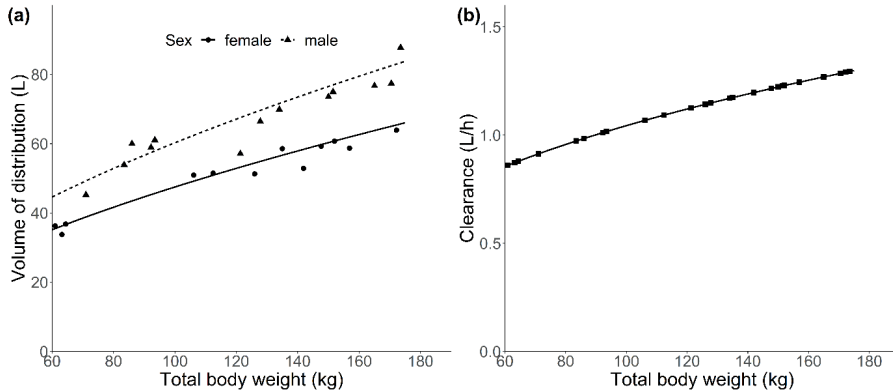 (a)
Sex female male
Volume of distribution (L)
80
60
40
20
0
60 80 100 120 140 160 180
Total body weight (kg)
(b)
Clearance (L/h)
1.5
1.0
0.5
0.0
60 80 100 120 140 160 180
Total body weight (kg)